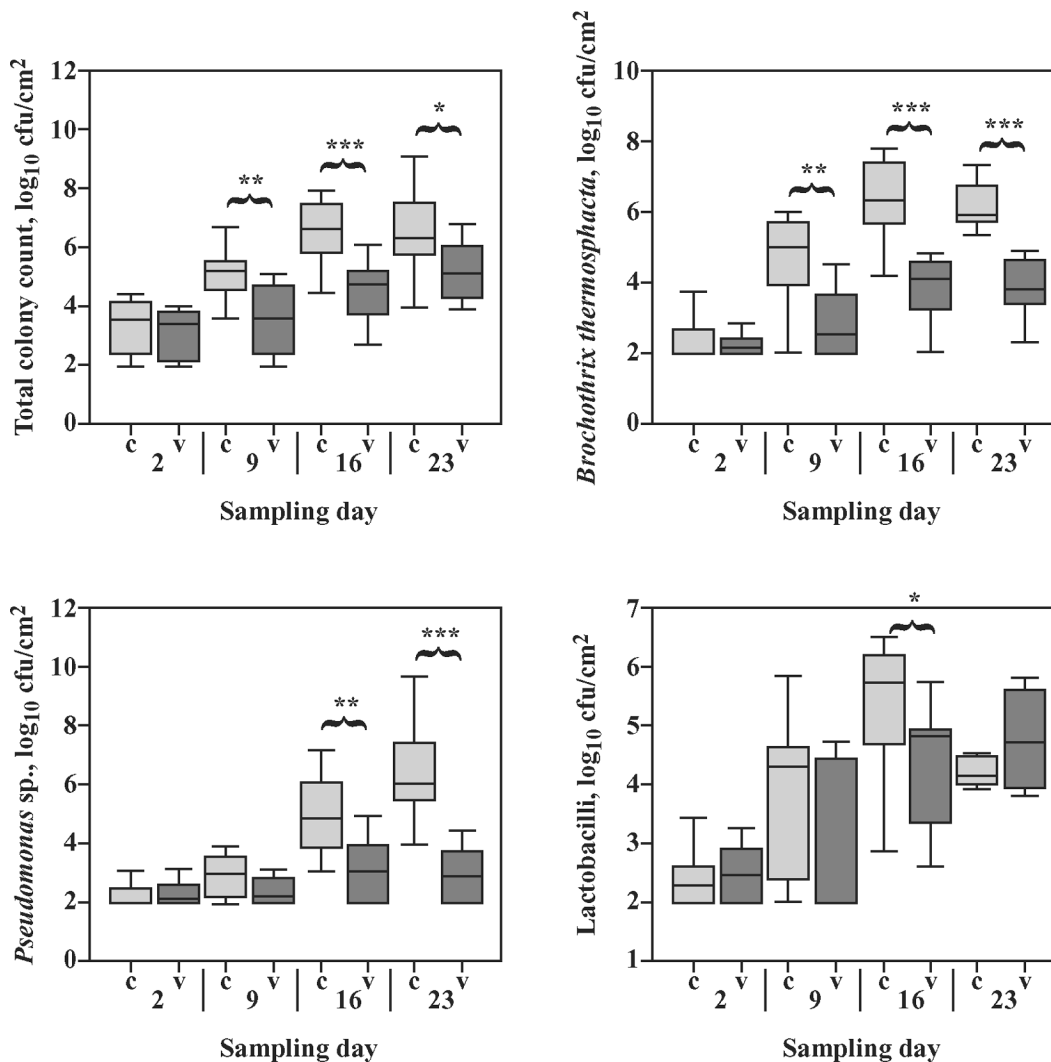 Total colony count, log10 cfu/cm2
12
10
8
6
4
2
0
**
***
*
c v c v c v c v
2 9 16 23
Sampling day
Brochothrix thermosphacta, log10 cfu/cm2
10
8
6
4
2
0
**
***
***
c v c v c v c v
2 9 16 23
Sampling day
Pseudomonas sp., log10 cfu/cm2
12
10
8
6
4
2
0
**
***
c v c v c v c v
2 9 16 23
Sampling day
Lactobacilli, log10 cfu/cm2
7
6
5
4
3
2
1
*
c v c v c v c v
2 9 16 23
Sampling day